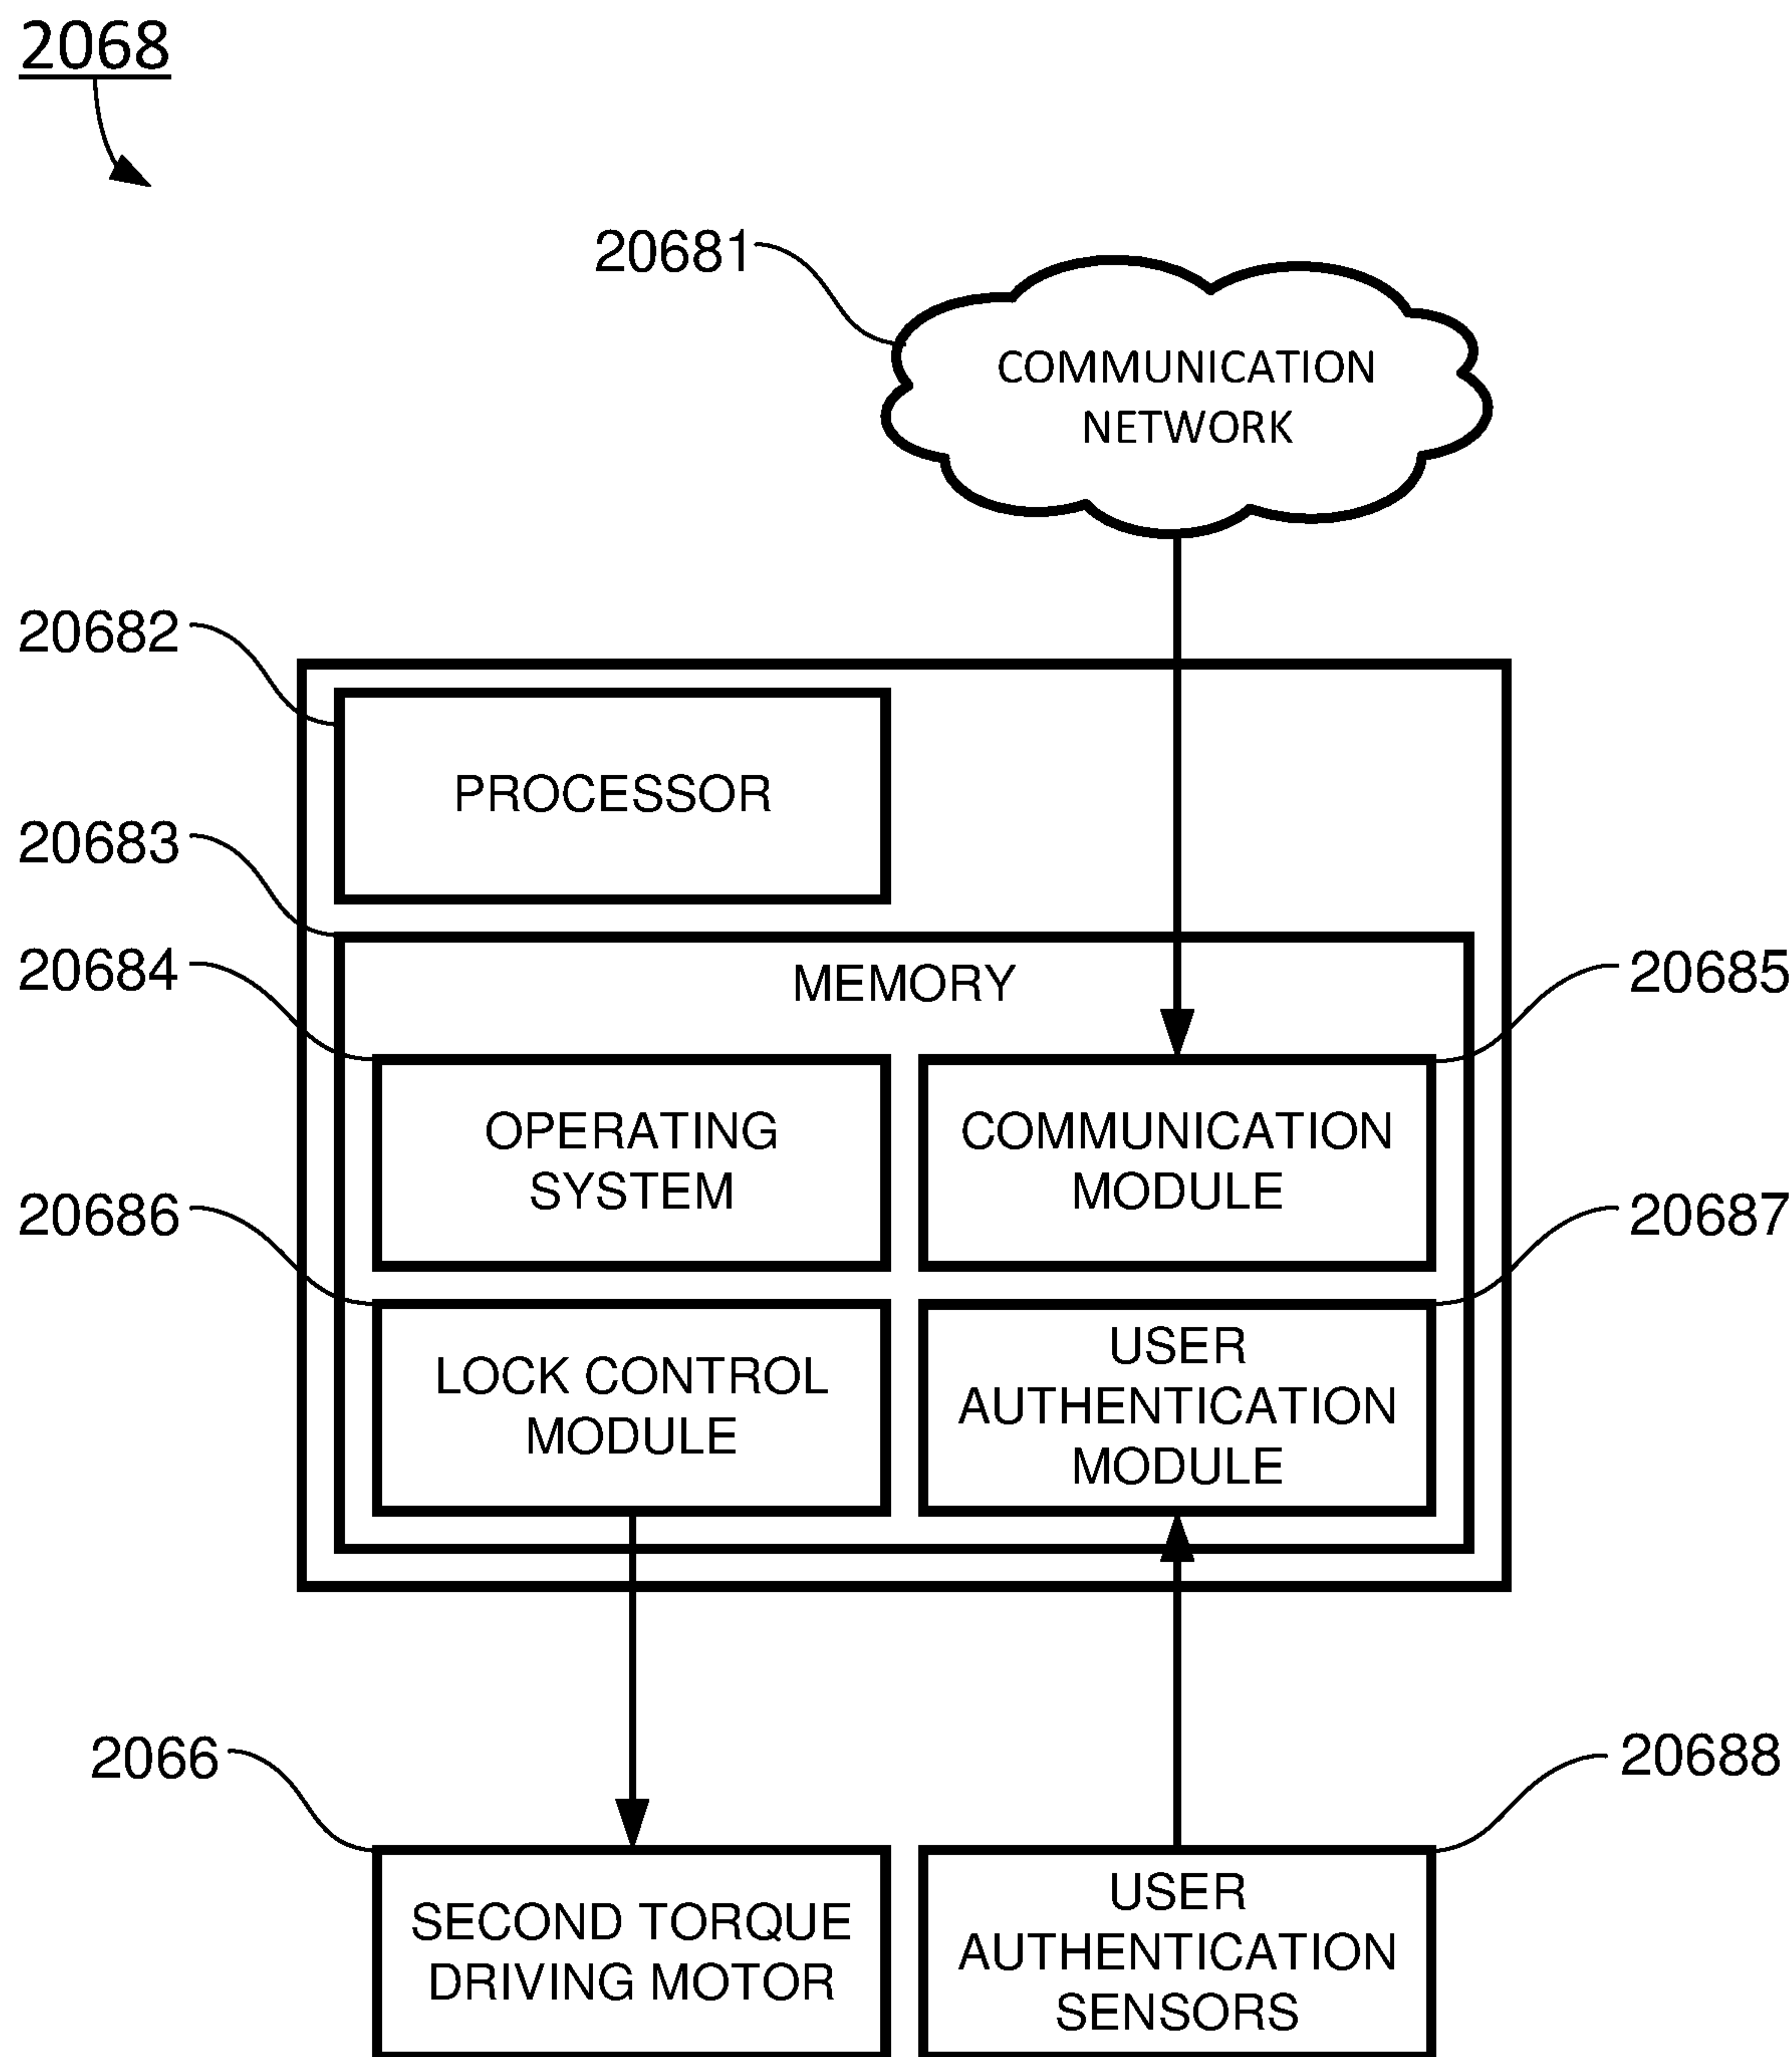 2068
20681
COMMUNICATION
NETWORK
20682
PROCESSOR
20683
MEMORY
20684
20685
OPERATING
SYSTEM
COMMUNICATION
MODULE
20686
20687
LOCK CONTROL
MODULE
USER
AUTHENTICATION
MODULE
2066
20688
SECOND TORQUE
DRIVING MOTOR
USER
AUTHENTICATION
SENSORS